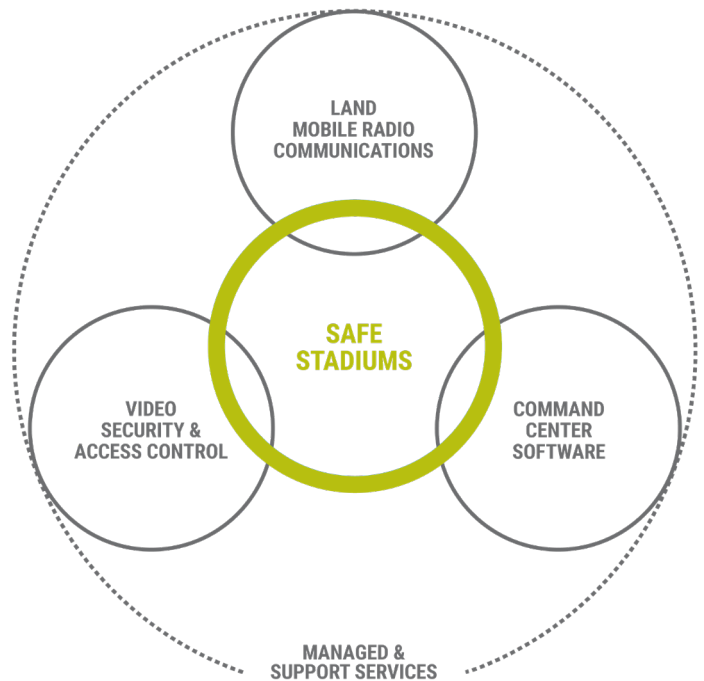 LAND
MOBILE RADIO
COMMUNICATIONS
SAFE
STADIUMS
VIDEO
SECURITY &
ACCESS CONTROL
COMMAND
CENTER
SOFTWARE
MANAGED &
SUPPORT SERVICES